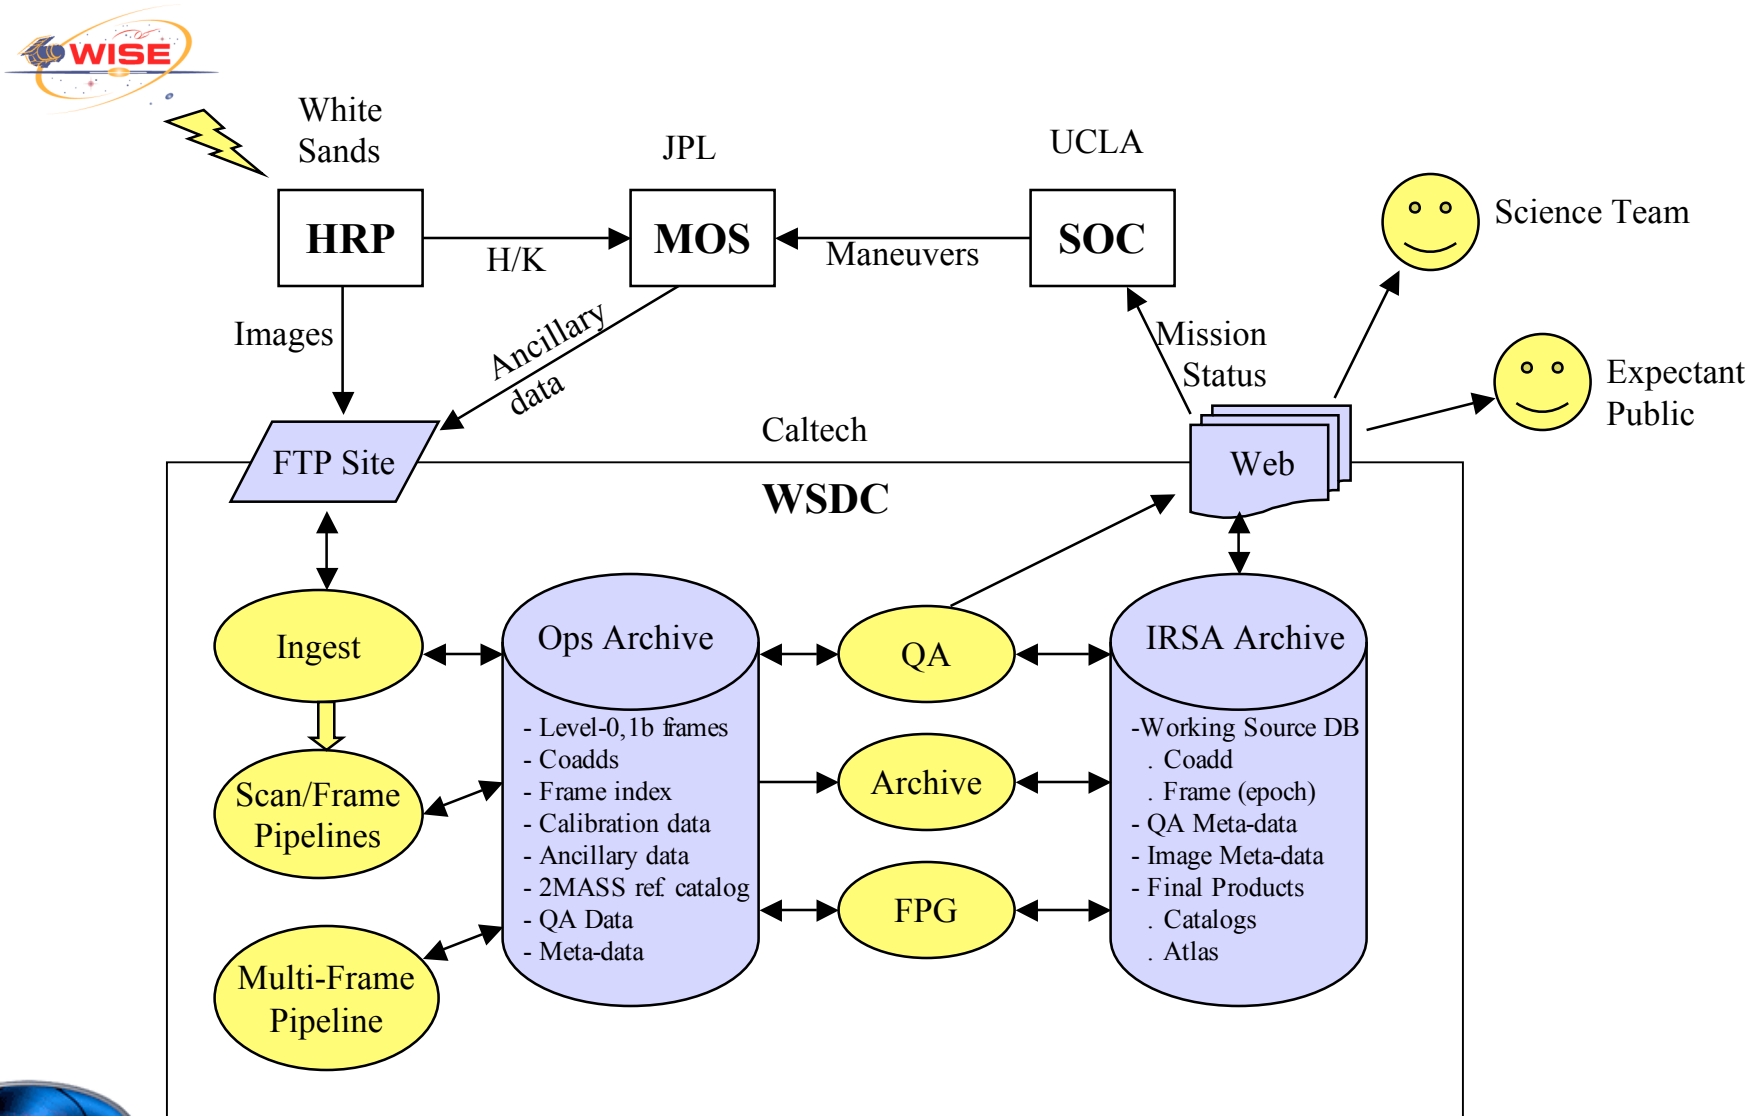 WISE
White
Sands
JPL
UCLA
HRP
MOS
SOC
Science Team
H/K
Maneuvers
Images
Ancillary
data
Mission
Status
Expectant
Public
FTP Site
Caltech
Web
WSDC
Ingest
Ops Archive
QA
IRSA Archive
- Level-0,1b frames
- Coadds
- Frame index
- Calibration data
- Ancillary data
- 2MASS ref. catalog
- QA Data
- Meta-data
-Working Source DB
. Coadd
. Frame (epoch)
- QA Meta-data
- Image Meta-data
- Final Products
. Catalogs
. Atlas
Scan/Frame
Pipelines
Archive
FPG
Multi-Frame
Pipeline